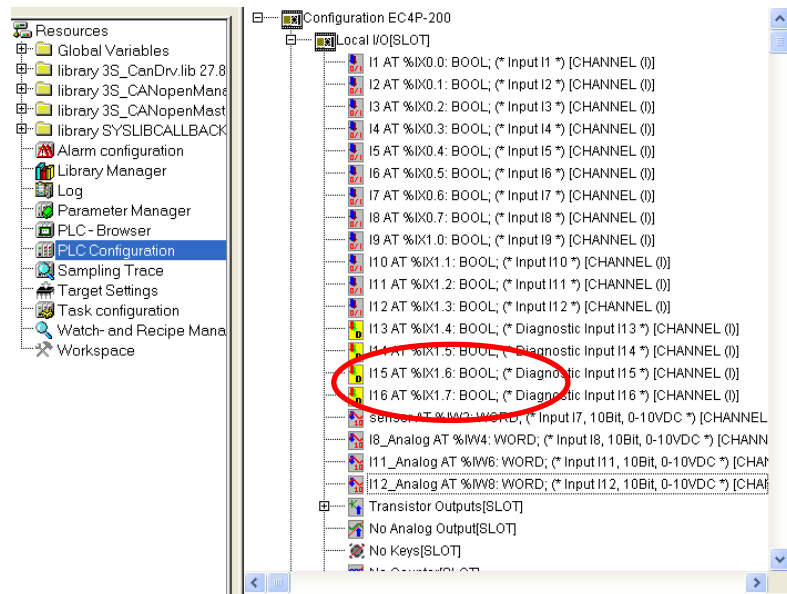 Resources
Global Variables
library 3S_CanDrv.lib 27.8
library 3S_CANopenMana
library 3S_CANopenMast
library SYSLIBCALLBACK
Alarm configuration
Library Manager
Log
Parameter Manager
PLC - Browser
PLC Configuration
Sampling Trace
Target Settings
Task configuration
Watch- and Recipe Mana
Workspace
Configuration EC4P-200
Local I/O[SLOT]
I1 AT %IX0.0: BOOL; (* Input I1 *) [CHANNEL (I)]
I2 AT %IX0.1: BOOL; (* Input I2 *) [CHANNEL (I)]
I3 AT %IX0.2: BOOL; (* Input I3 *) [CHANNEL (I)]
I4 AT %IX0.3: BOOL; (* Input I4 *) [CHANNEL (I)]
I5 AT %IX0.4: BOOL; (* Input I5 *) [CHANNEL (I)]
I6 AT %IX0.5: BOOL; (* Input I6 *) [CHANNEL (I)]
I7 AT %IX0.6: BOOL; (* Input I7 *) [CHANNEL (I)]
I8 AT %IX0.7: BOOL; (* Input I8 *) [CHANNEL (I)]
I9 AT %IX1.0: BOOL; (* Input I9 *) [CHANNEL (I)]
I10 AT %IX1.1: BOOL; (* Input I10 *) [CHANNEL (I)]
I11 AT %IX1.2: BOOL; (* Input I11 *) [CHANNEL (I)]
I12 AT %IX1.3: BOOL; (* Input I12 *) [CHANNEL (I)]
I13 AT %IX1.4: BOOL; (* Diagnostic Input I13 *) [CHANNEL (I)]
I14 AT %IX1.5: BOOL; (* Diagnostic Input I14 *) [CHANNEL (I)]
I15 AT %IX1.6: BOOL; (* Diagnostic Input I15 *) [CHANNEL (I)]
I16 AT %IX1.7: BOOL; (* Diagnostic Input I16 *) [CHANNEL (I)]
sensor AT %IW2: WORD; (* Input I7, 10Bit, 0-10VDC *) [CHANNEL
I8_Analog AT %IW4: WORD; (* Input I8, 10Bit, 0-10VDC *) [CHANN
I11_Analog AT %IW6: WORD; (* Input I11, 10Bit, 0-10VDC *) [CHAN
I12_Analog AT %IW8: WORD; (* Input I12, 10Bit, 0-10VDC *) [CHAN
Transistor Outputs[SLOT]
No Analog Output[SLOT]
No Keys[SLOT]
No Counter[SLOT]